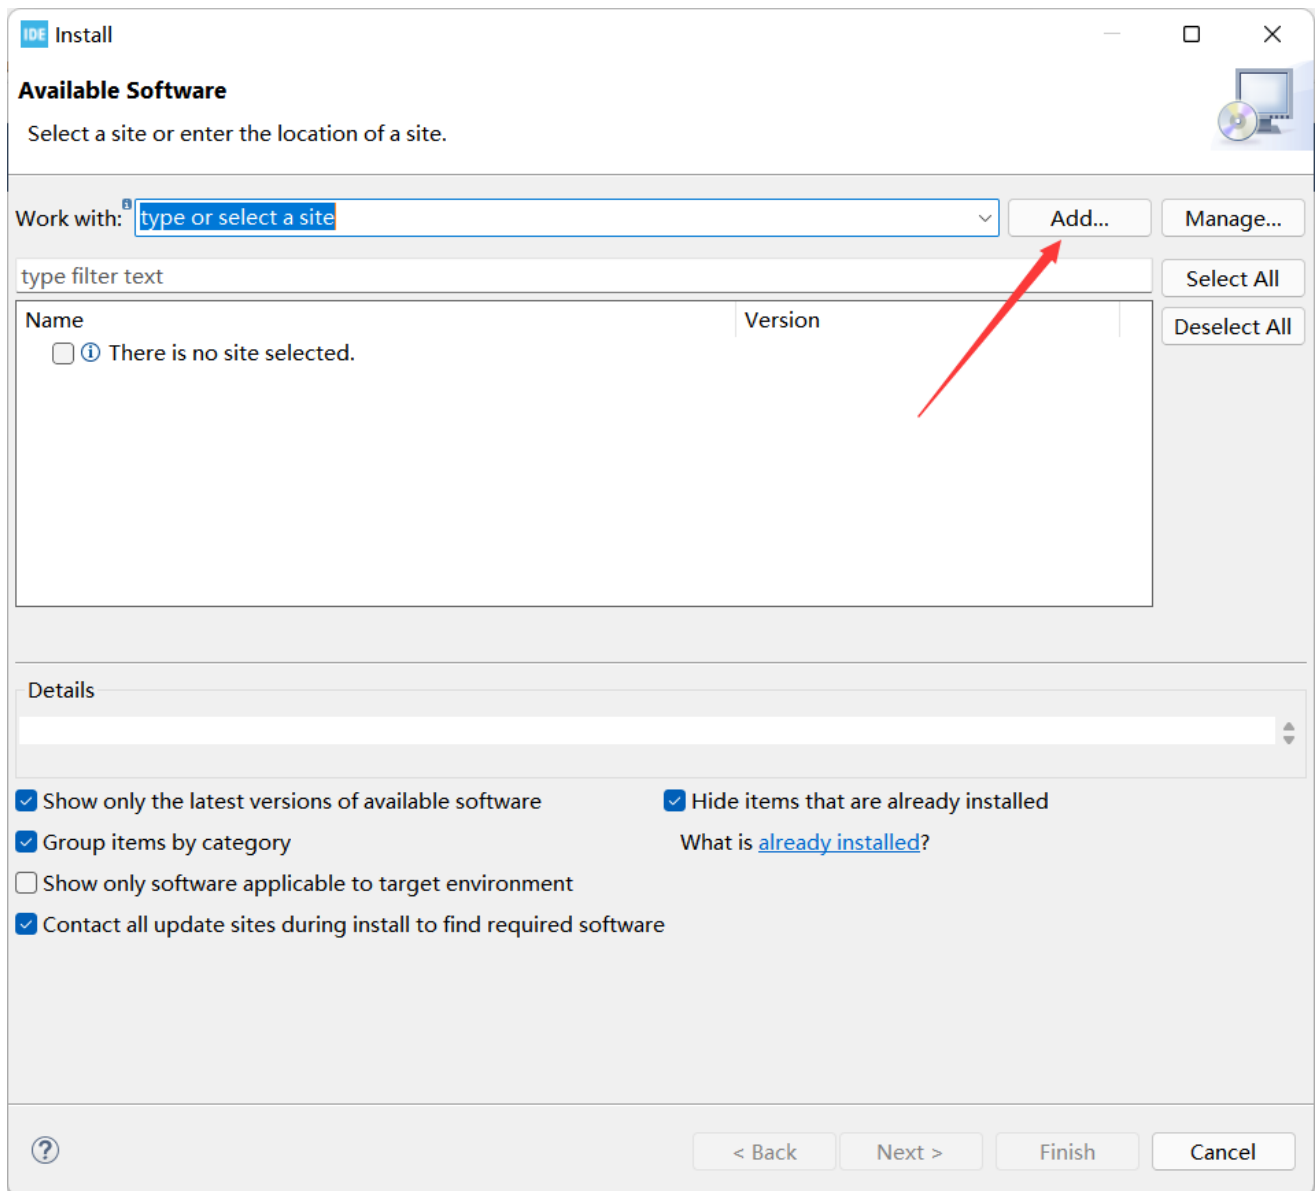 IDE Install
Available Software
Select a site or enter the location of a site.
Work with: type or select a site Add... Manage...
type filter text Select All
Name Version Deselect All
There is no site selected.
Details
Show only the latest versions of available software Hide items that are already installed
Group items by category What is already installed?
Show only software applicable to target environment
Contact all update sites during install to find required software
? < Back Next > Finish Cancel